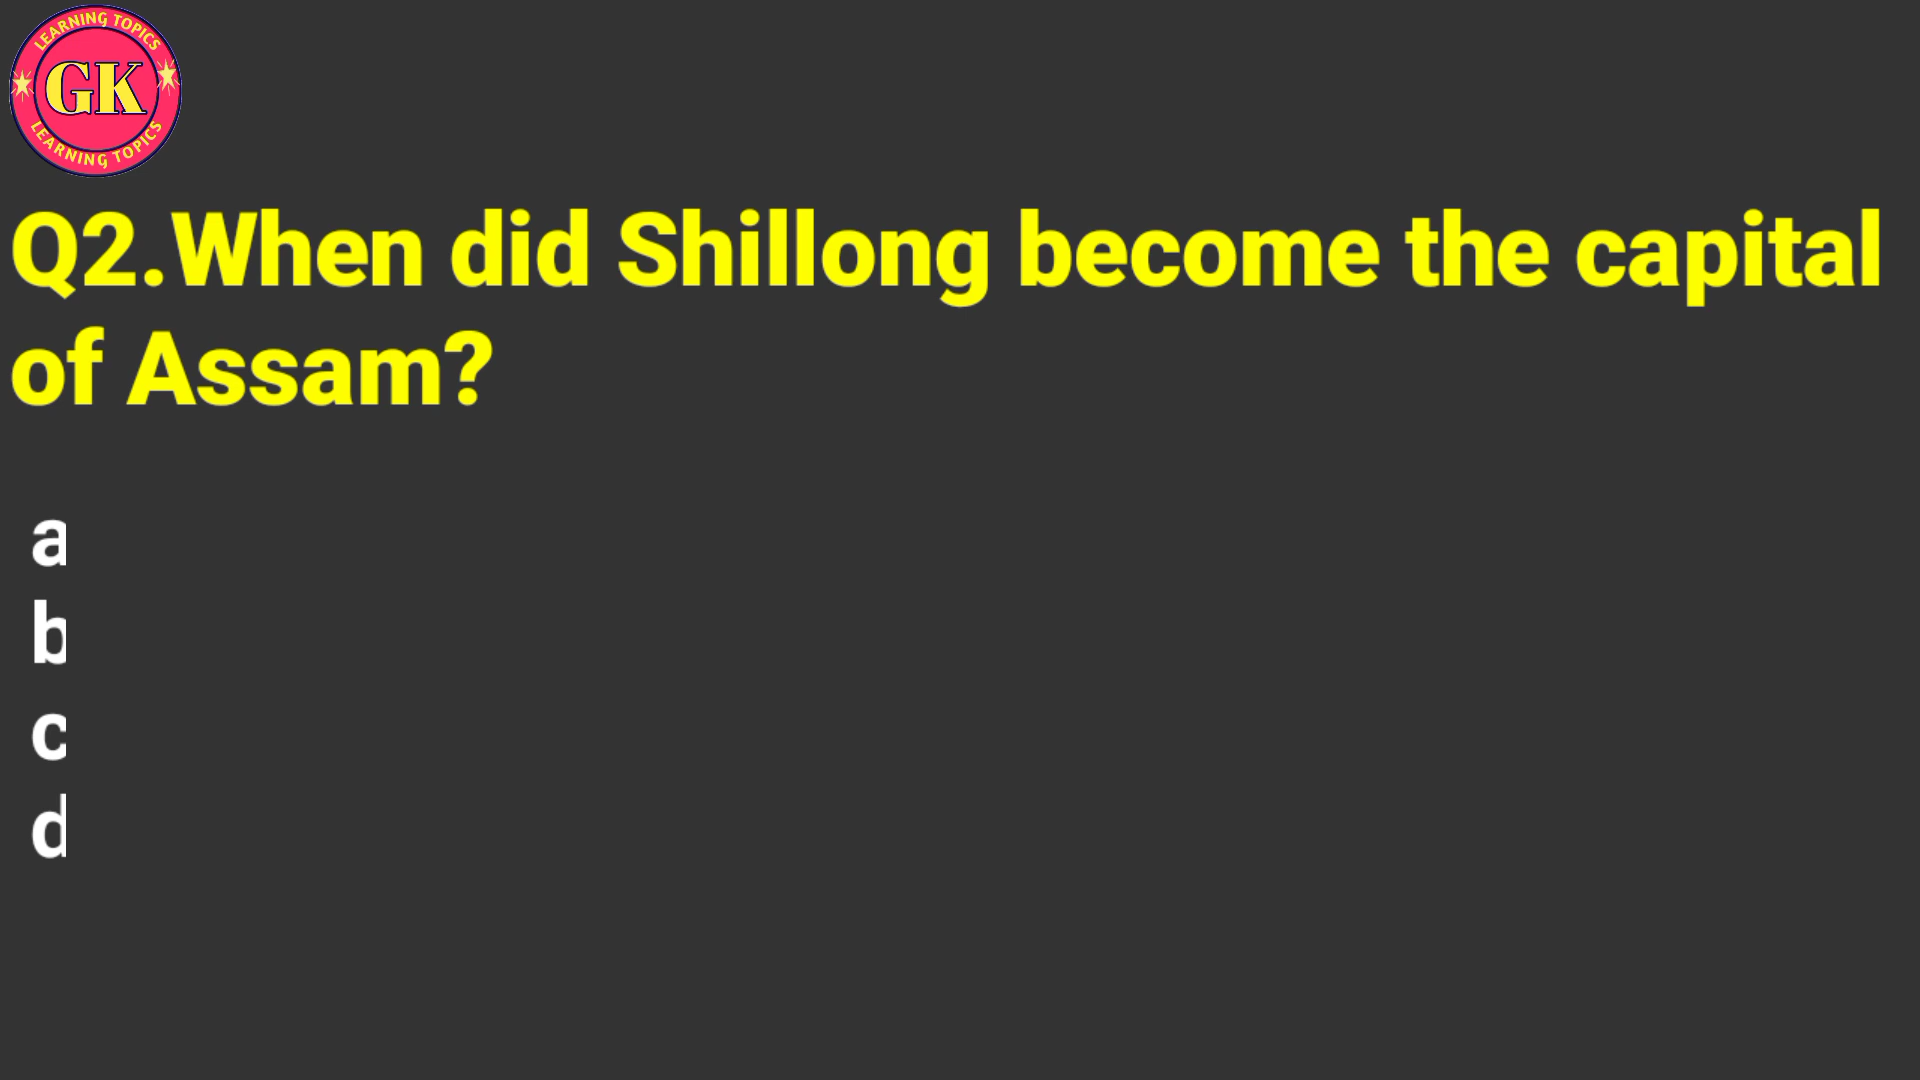 LEARNING TOPICS
GK
LEARNING TOPICS
Q2.When did Shillong become the capital
of Assam?
a
b
c
d